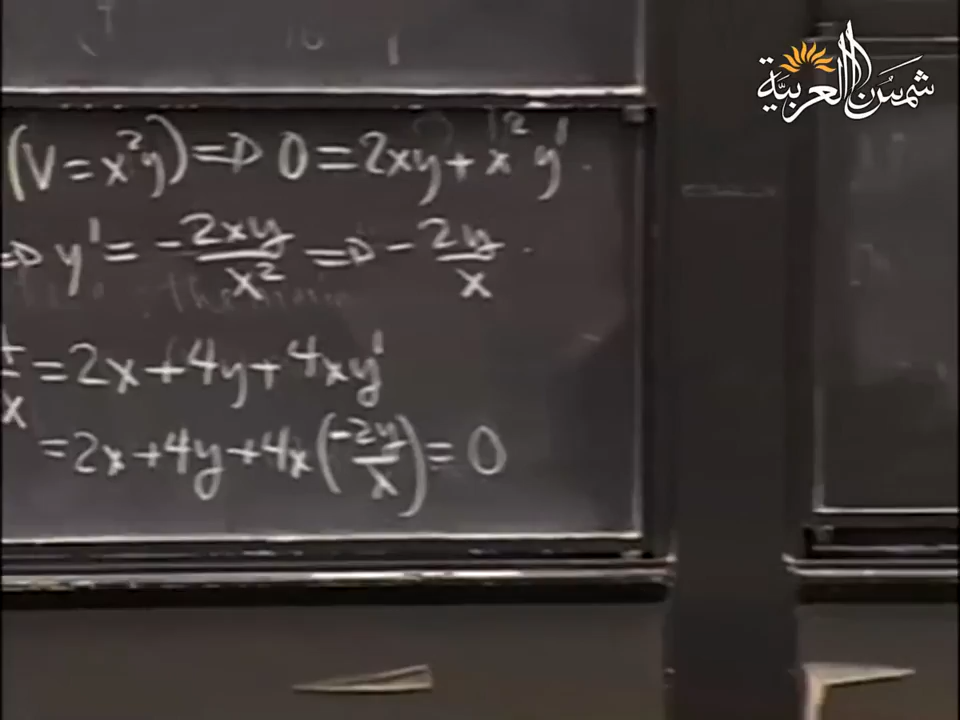 شمس العربية
(V = x²y) ⇒ 0 = 2xy + x²y'.
⇒ y' = -2xy/x² ⇒ -2y/x.
= 2x + 4y + 4xy'
x
= 2x + 4y + 4x(-2y/x) = 0